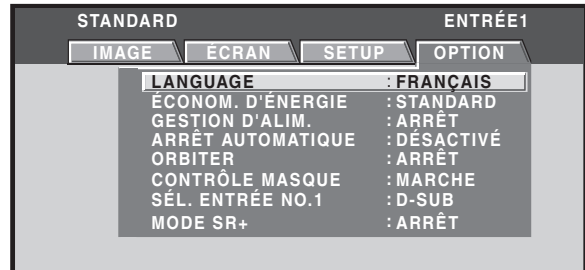 STANDARD ENTRÉE1
IMAGE ÉCRAN SETUP OPTION
LANGUAGE : FRANÇAIS
ÉCONOM. D'ÉNERGIE : STANDARD
GESTION D'ALIM. : ARRÊT
ARRÊT AUTOMATIQUE : DÉSACTIVÉ
ORBITER : ARRÊT
CONTRÔLE MASQUE : MARCHE
SÉL. ENTRÉE NO.1 : D-SUB
MODE SR+ : ARRÊT